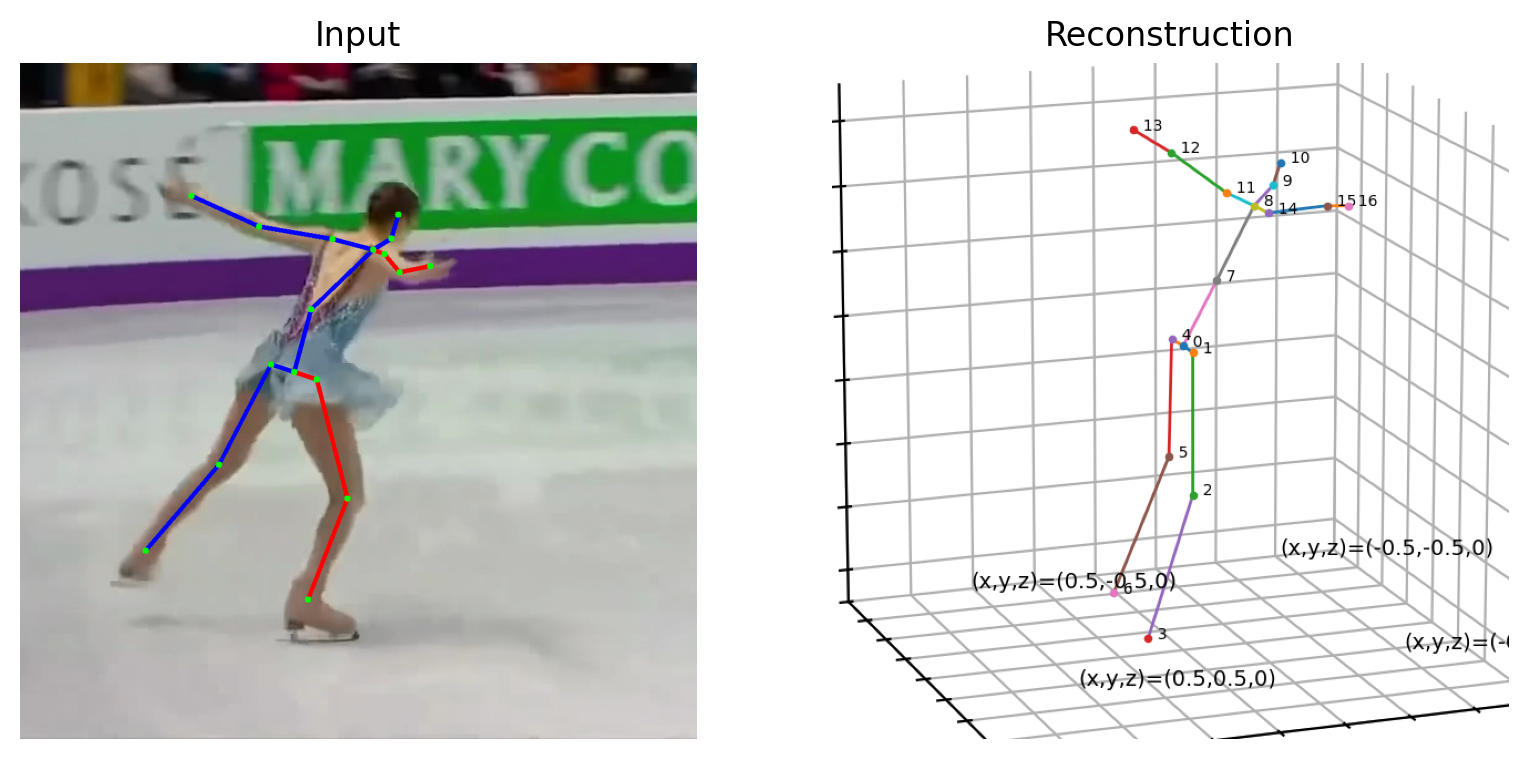 Input
Reconstruction
KOSÉ
MARY CO
13
12
10
9
11
8
14
15
16
7
4
0
1
5
2
(x,y,z)=(-0.5,-0.5,0)
(x,y,z)=(0.5,-0.5,0)
6
3
(x,y,z)=(-0
(x,y,z)=(0.5,0.5,0)